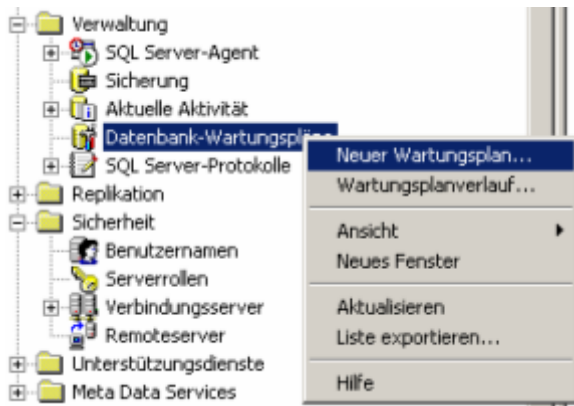 Verwaltung
SQL Server-Agent
Sicherung
Aktuelle Aktivität
Datenbank-Wartungspläne
SQL Server-Protokolle
Replikation
Sicherheit
Benutzernamen
Serverrollen
Verbindungsserver
Remoteserver
Unterstützungsdienste
Meta Data Services
Neuer Wartungsplan...
Wartungsplanverlauf...
Ansicht
Neues Fenster
Aktualisieren
Liste exportieren...
Hilfe